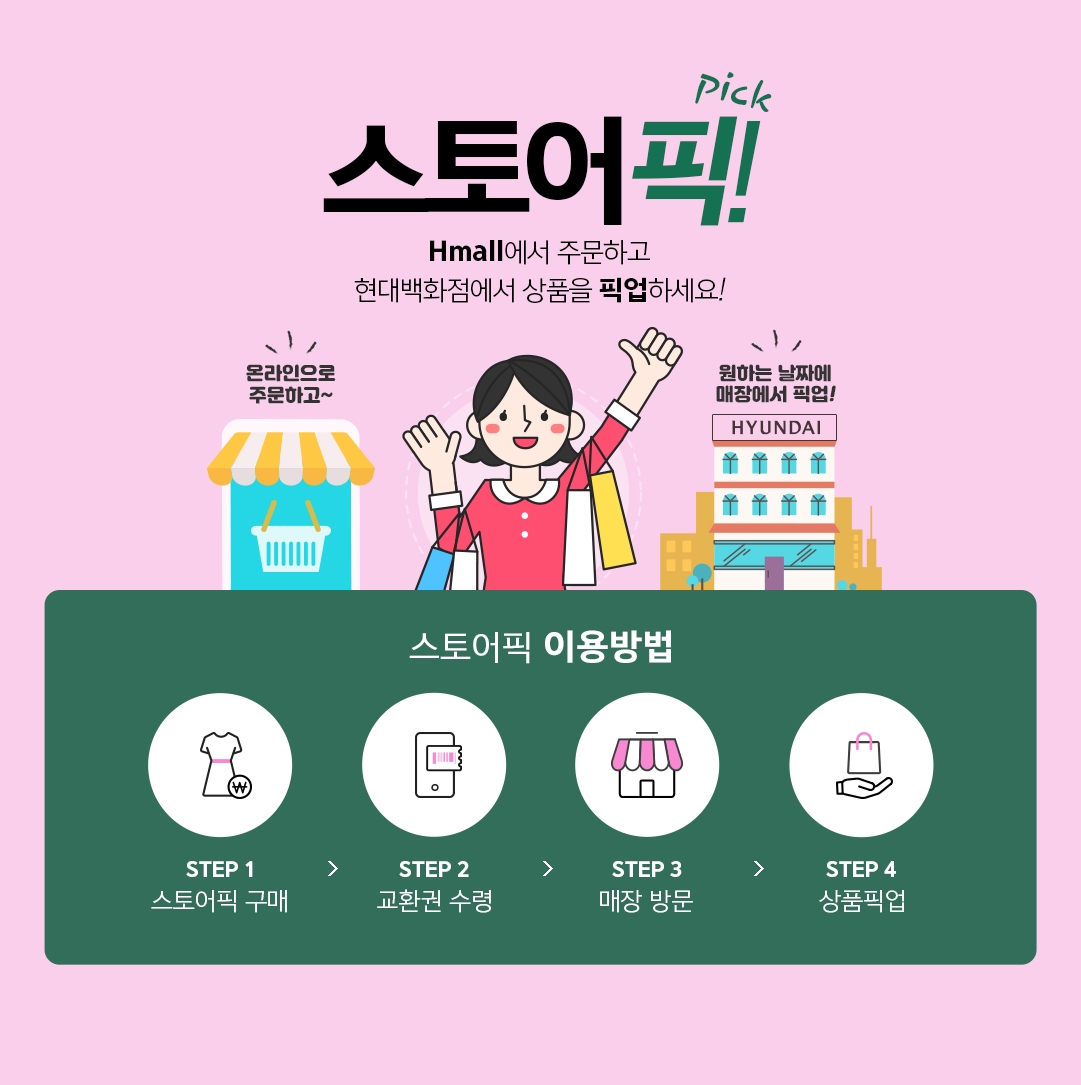 Pick
스토어픽!
Hmall에서 주문하고
현대백화점에서 상품을 픽업하세요!
온라인으로
주문하고~
원하는 날짜에
매장에서 픽업!
HYUNDAI
스토어픽 이용방법
₩
STEP 1 > STEP 2 > STEP 3 > STEP 4
스토어픽 구매 교환권 수령 매장 방문 상품픽업